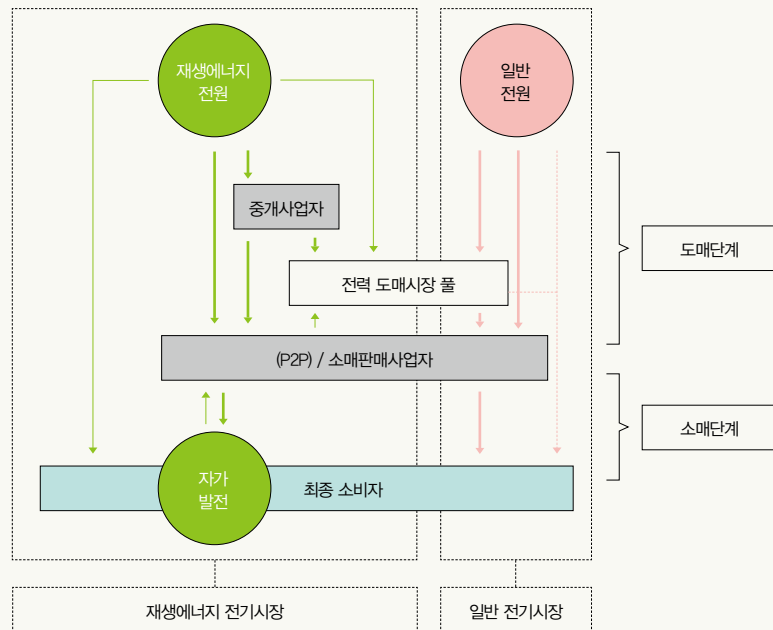 재생에너지
전원
일반
전원
중개사업자
도매단계
전력 도매시장 풀
(P2P) / 소매판매사업자
소매단계
자가
발전
최종 소비자
재생에너지 전기시장
일반 전기시장